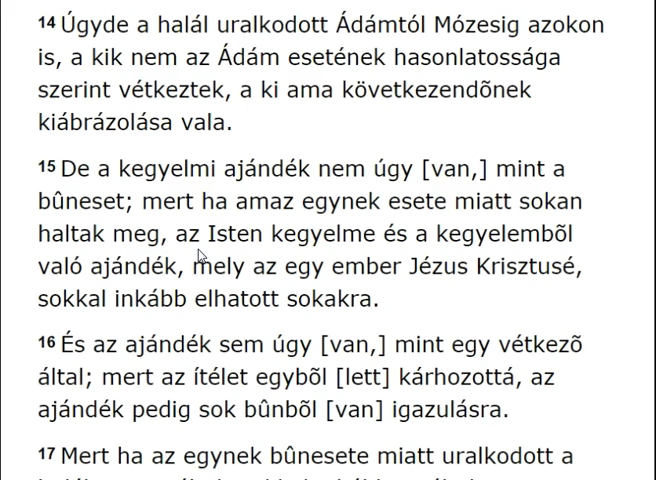 14 Úgyde a halál uralkodott Ádámtól Mózesig azokon
is, a kik nem az Ádám esetének hasonlatossága
szerint vétkeztek, a ki ama következendõnek
kiábrázolása vala.
15 De a kegyelmi ajándék nem úgy [van,] mint a
bûneset; mert ha amaz egynek esete miatt sokan
haltak meg, az Isten kegyelme és a kegyelembõl
való ajándék, mely az egy ember Jézus Krisztusé,
sokkal inkább elhatott sokakra.
16 És az ajándék sem úgy [van,] mint egy vétkezõ
által; mert az ítélet egybõl [lett] kárhozottá, az
ajándék pedig sok bûnbõl [van] igazulásra.
17 Mert ha az egynek bûnesete miatt uralkodott a